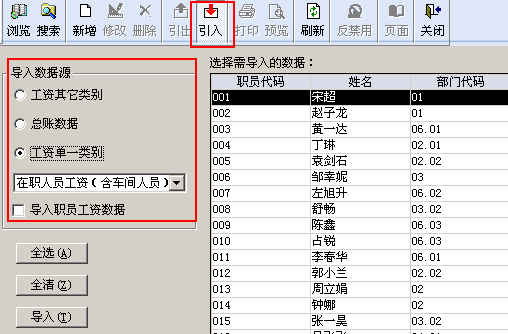 浏览 搜索 新增 修改 删除 引出 引入 打印 预览 刷新 反禁用 页面 关闭
导入数据源
工资其它类别
总账数据
工资单一类别
在职人员工资(含车间人员)
导入职员工资数据
全选(A)
全清(Z)
导入(T)
选择需导入的数据:
职员代码 姓名 部门代码
001 宋超 01
002 赵子龙 01
003 黄一达 06.01
004 丁琳 02.01
005 袁剑石 02.02
006 邹幸妮 03
007 左旭升 06.02
008 舒畅 03.02
009 陈鑫 06.03
010 占锐 06.03
011 李春华 06.01
012 郭小兰 02.02
013 周立娟 02
014 钟娜 02
015 张一昊 03.02